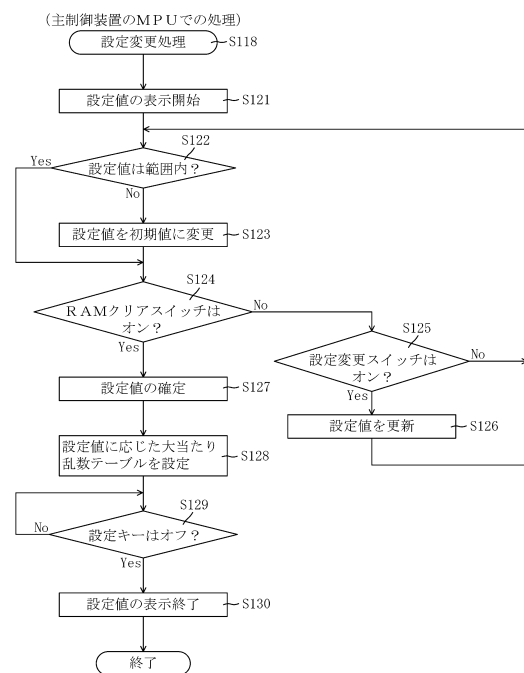 （主制御装置のＭＰＵでの処理）
設定変更処理
S118
設定値の表示開始
S121
S122
Yes
設定値は範囲内？
No
設定値を初期値に変更
S123
S124
ＲＡＭクリアスイッチは
オン？
No
Yes
S125
設定変更スイッチは
オン？
No
Yes
設定値を更新
S126
設定値の確定
S127
設定値に応じた大当たり
乱数テーブルを設定
S128
S129
設定キーはオフ？
No
Yes
設定値の表示終了
S130
終了